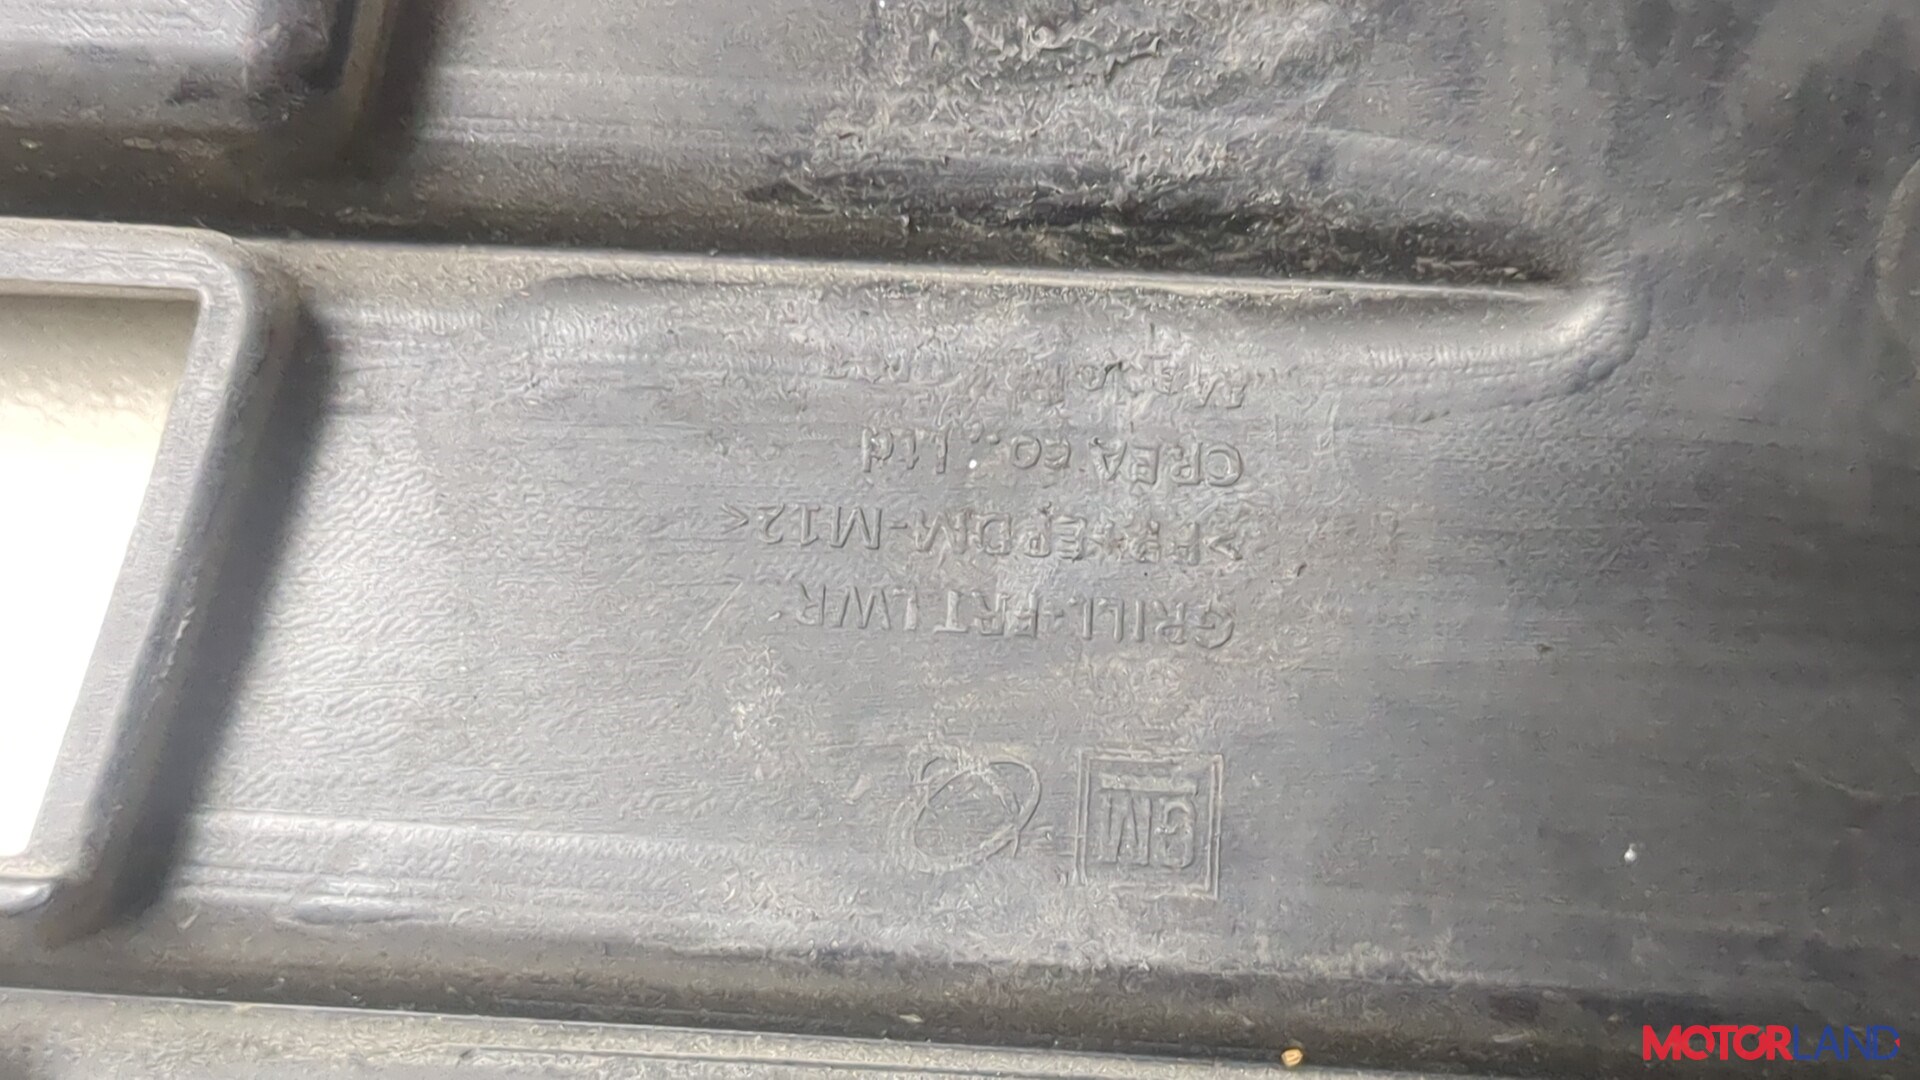 GM
GRILL-FRT LWR
>PP+EPDM-M12<
CREA co., Ltd
MOTORLAND